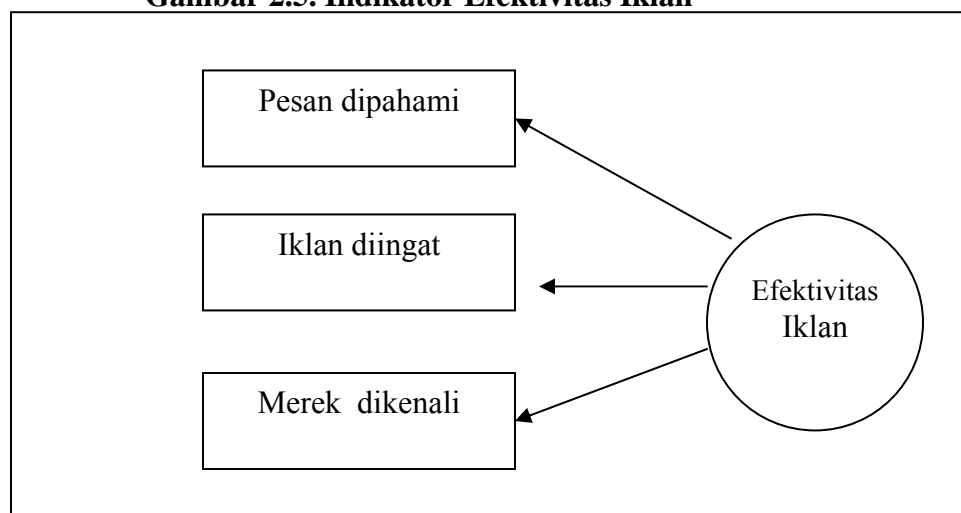 Gambar 2.5. Indikator Efektivitas Iklan
Pesan dipahami
Iklan diingat
Efektivitas
Iklan
Merek dikenali